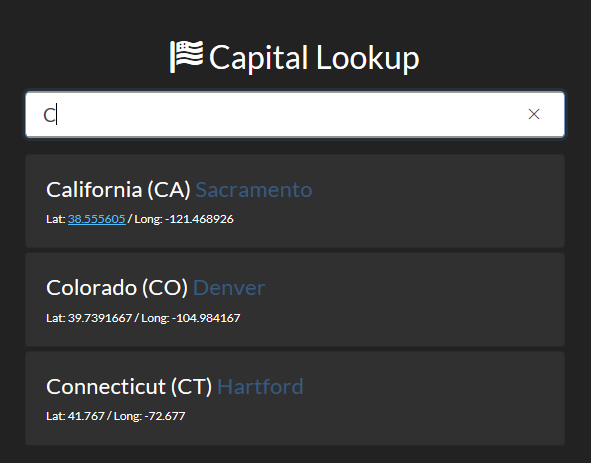 Capital Lookup
C
California (CA) Sacramento
Lat: 38.555605 / Long: -121.468926
Colorado (CO) Denver
Lat: 39.7391667 / Long: -104.984167
Connecticut (CT) Hartford
Lat: 41.767 / Long: -72.677